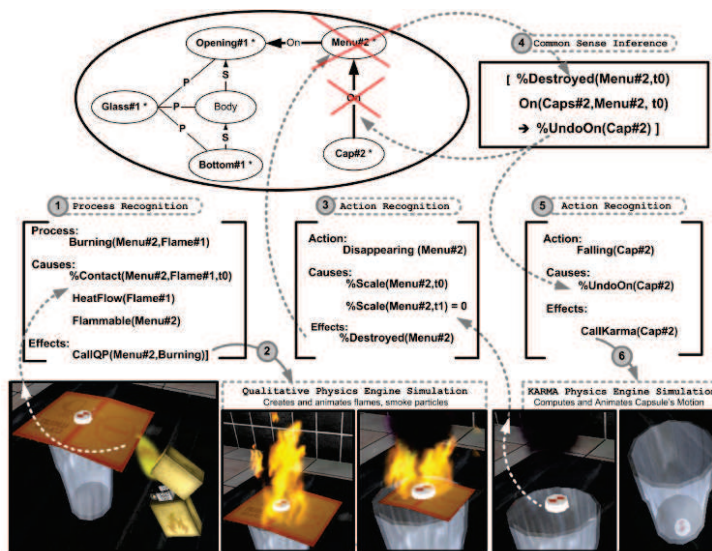 Opening#1 *
On
Menu#2 *
4
Common Sense Inference
P
S
Glass#1 *
P
Body
On
P
S
Bottom#1 *
Cap#2 *
[ %Destroyed(Menu#2,t0)
On(Caps#2,Menu#2, t0)
➔ %UndoOn(Cap#2) ]
1
Process Recognition
Process:
Burning(Menu#2,Flame#1)
Causes:
%Contact(Menu#2,Flame#1,t0)
HeatFlow(Flame#1)
Flammable(Menu#2)
Effects:
CallQP(Menu#2,Burning)]
3
Action Recognition
Action:
Disappearing (Menu#2)
Causes:
%Scale(Menu#2,t0)
%Scale(Menu#2,t1) = 0
Effects:
%Destroyed(Menu#2)
5
Action Recognition
Action:
Falling(Cap#2)
Causes:
%UndoOn(Cap#2)
Effects:
CallKarma(Cap#2)
2
6
Qualitative Physics Engine Simulation
Creates and animates flames, smoke particles
KARMA Physics Engine Simulation
Computes and Animates Capsule's Motion